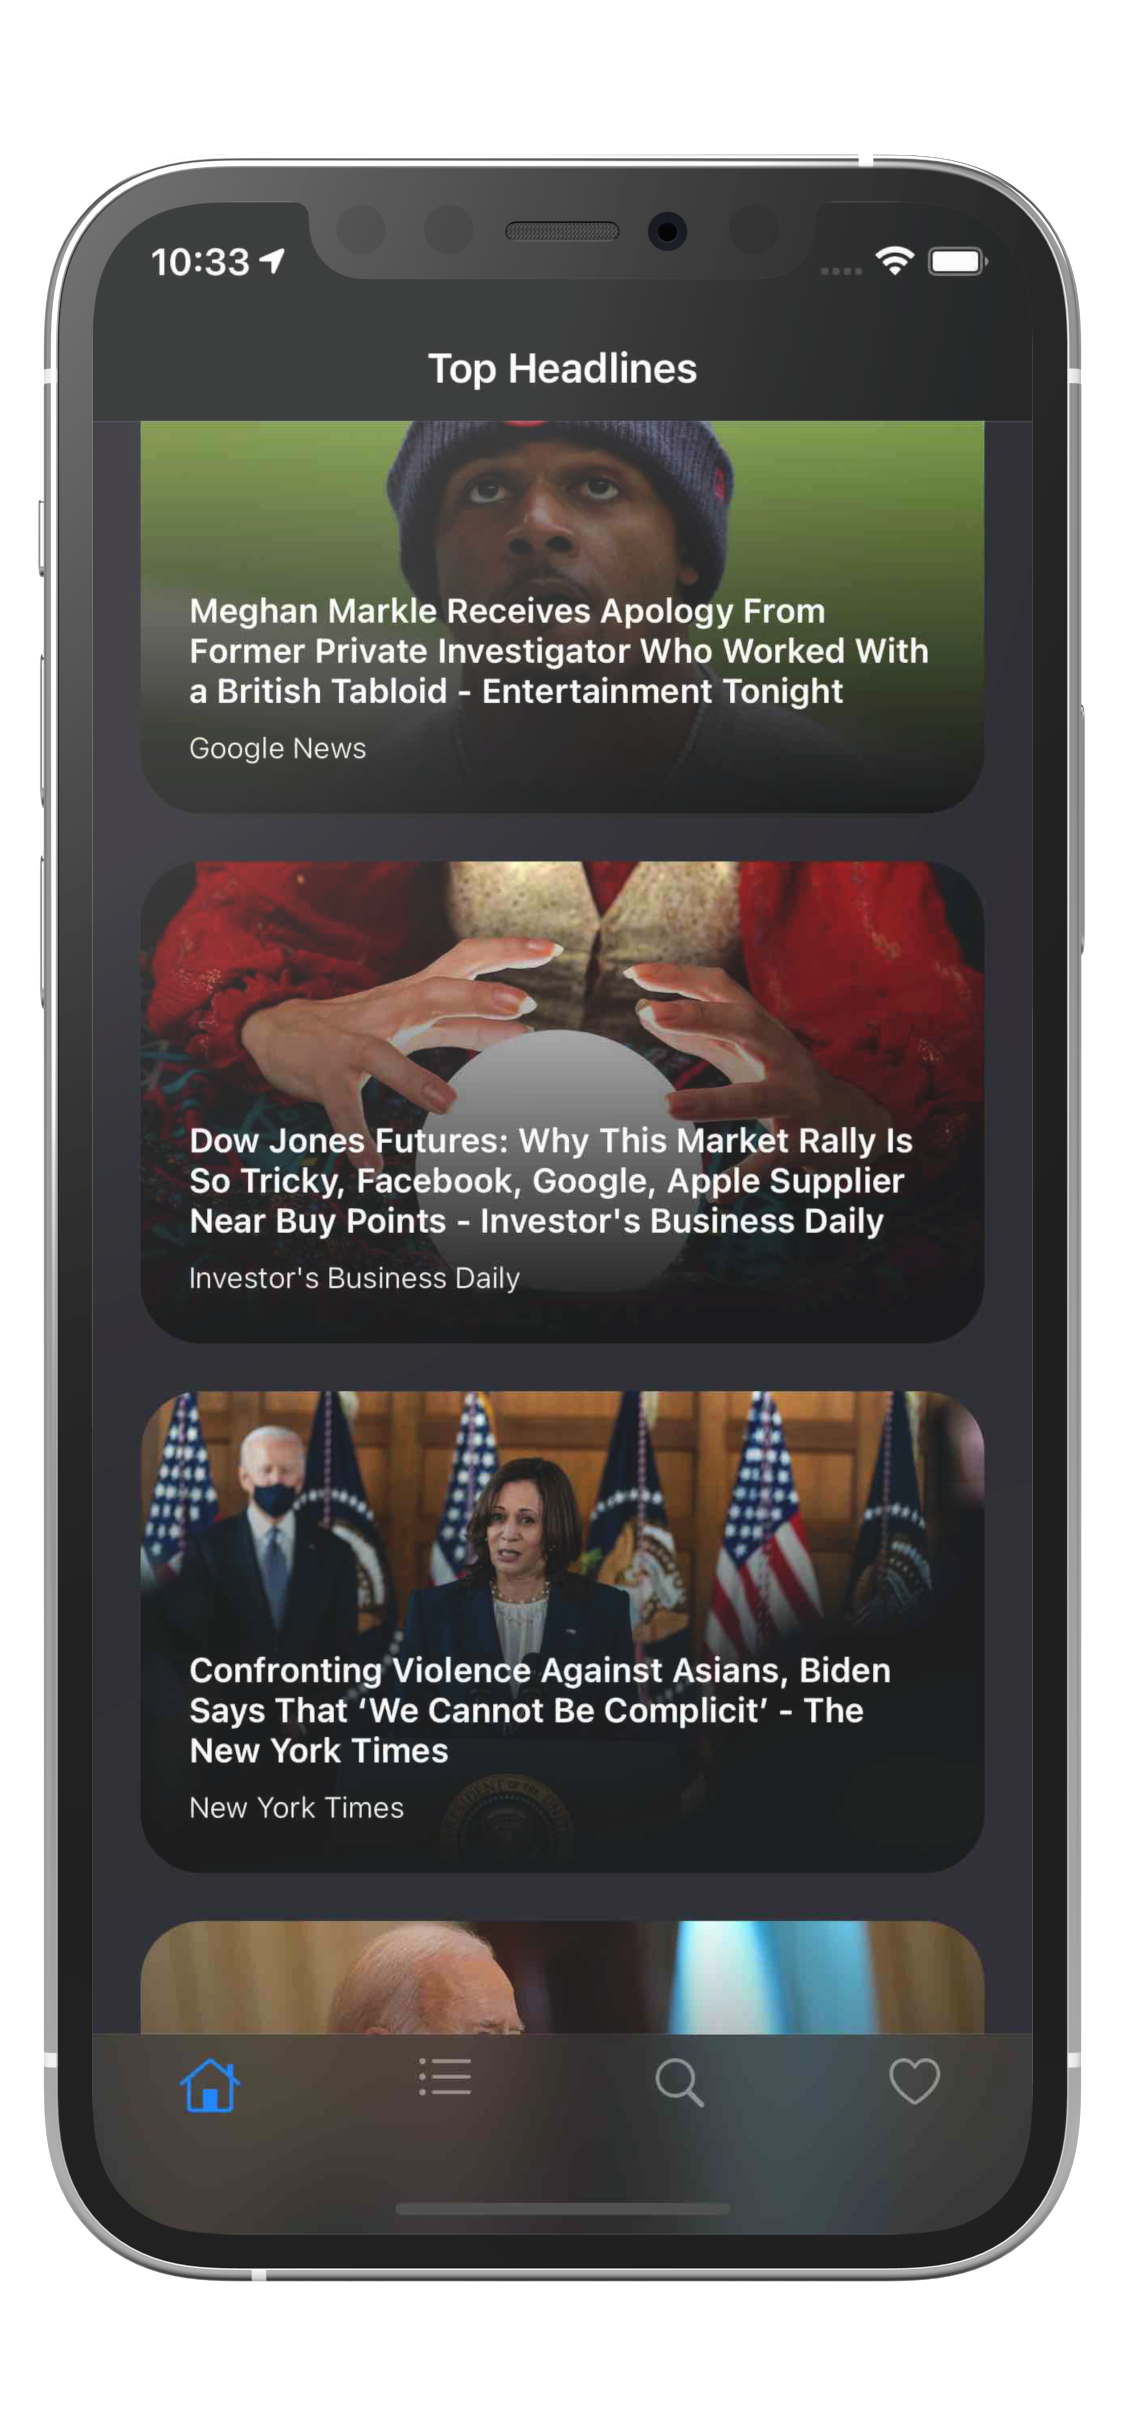 10:33
Top Headlines
Meghan Markle Receives Apology From
Former Private Investigator Who Worked With
a British Tabloid - Entertainment Tonight
Google News
Dow Jones Futures: Why This Market Rally Is
So Tricky, Facebook, Google, Apple Supplier
Near Buy Points - Investor's Business Daily
Investor's Business Daily
Confronting Violence Against Asians, Biden
Says That ‘We Cannot Be Complicit’ - The
New York Times
New York Times